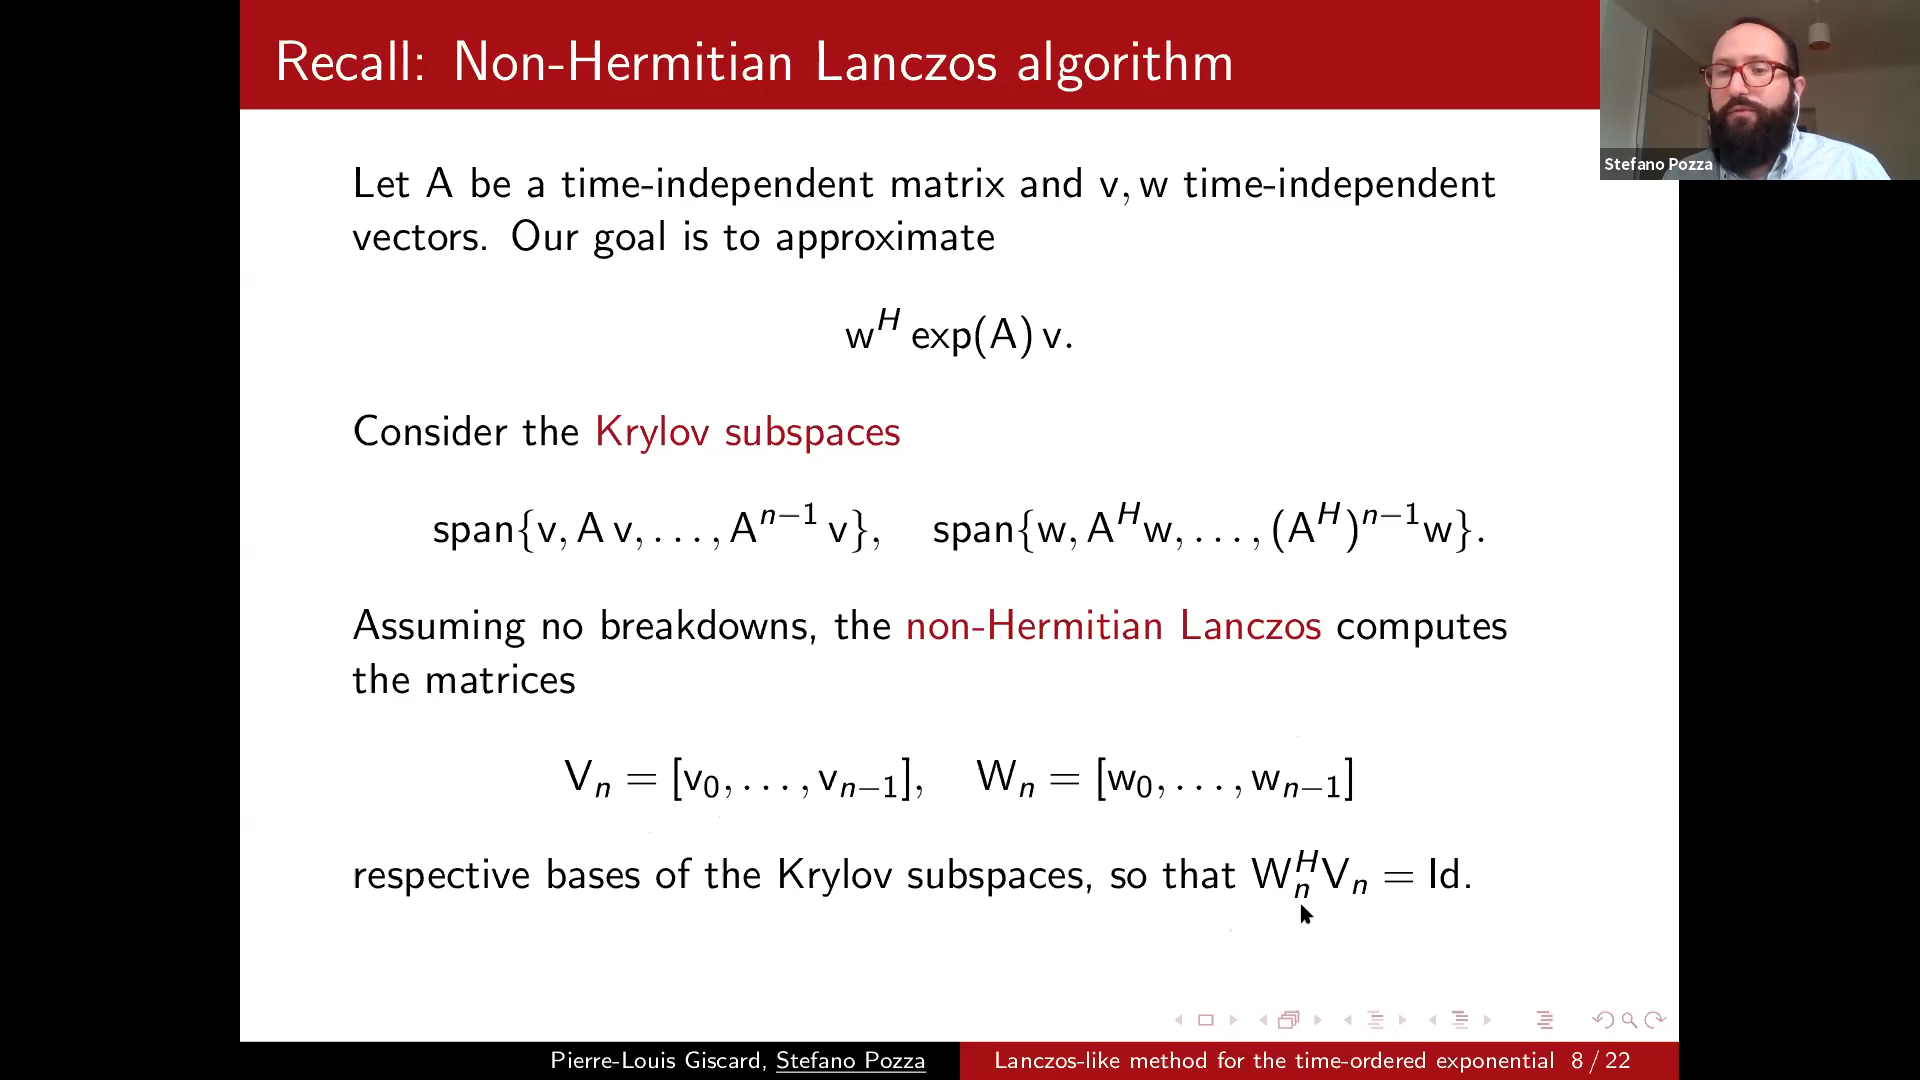 Recall: Non-Hermitian Lanczos algorithm
Stefano Pozza
Let A be a time-independent matrix and v, w time-independent
vectors. Our goal is to approximate
w^H exp(A) v.
Consider the Krylov subspaces
span{v, A v, . . . , A^{n−1} v}, span{w, A^H w, . . . , (A^H)^{n−1} w}.
Assuming no breakdowns, the non-Hermitian Lanczos computes
the matrices
V_n = [v_0, . . . , v_{n−1}], W_n = [w_0, . . . , w_{n−1}]
respective bases of the Krylov subspaces, so that W_n^H V_n = Id.
Pierre-Louis Giscard, Stefano Pozza
Lanczos-like method for the time-ordered exponential 8 / 22